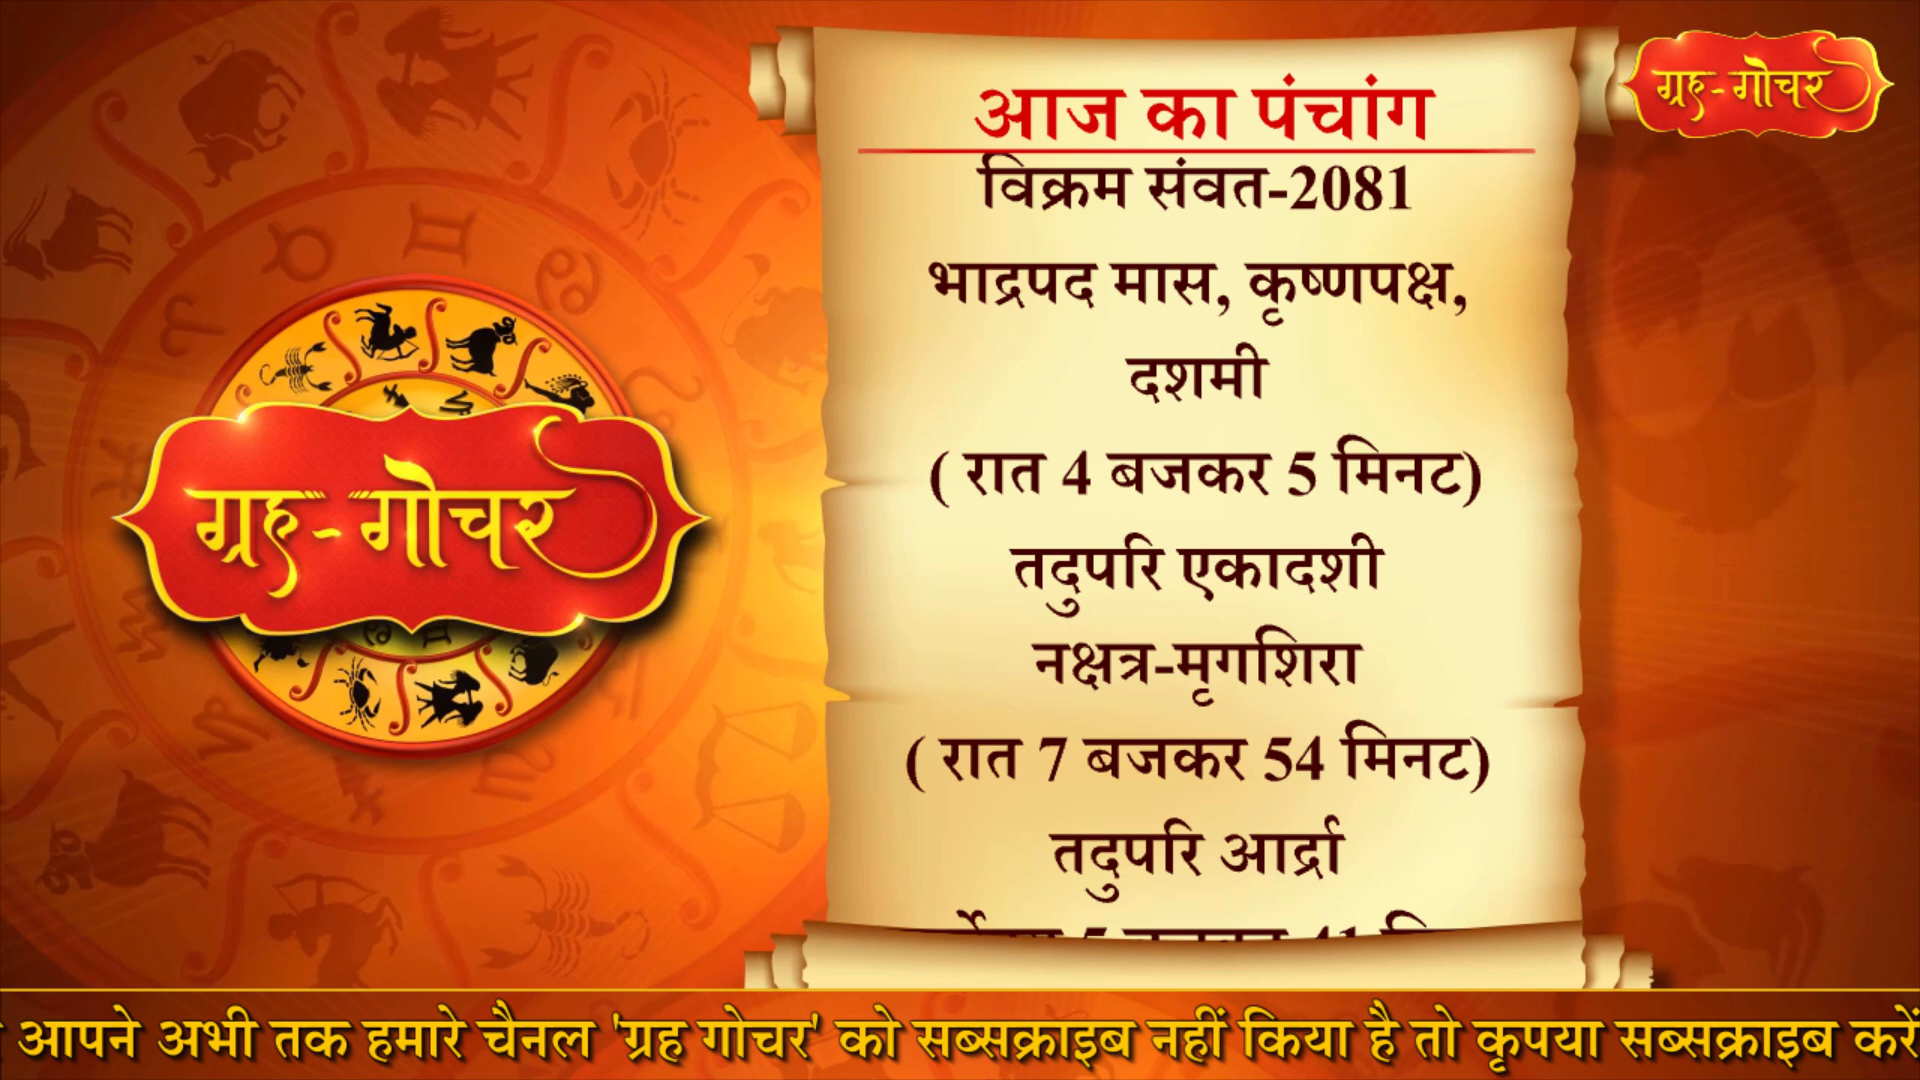 आज का पंचांग
ग्रह-गोचर
विक्रम संवत-2081
भाद्रपद मास, कृष्णपक्ष,
दशमी
( रात 4 बजकर 5 मिनट)
तदुपरि एकादशी
ग्रह-गोचर
नक्षत्र-मृगशिरा
( रात 7 बजकर 54 मिनट)
तदुपरि आर्द्रा
आपने अभी तक हमारे चैनल 'ग्रह गोचर' को सब्सक्राइब नहीं किया है तो कृपया सब्सक्राइब करें